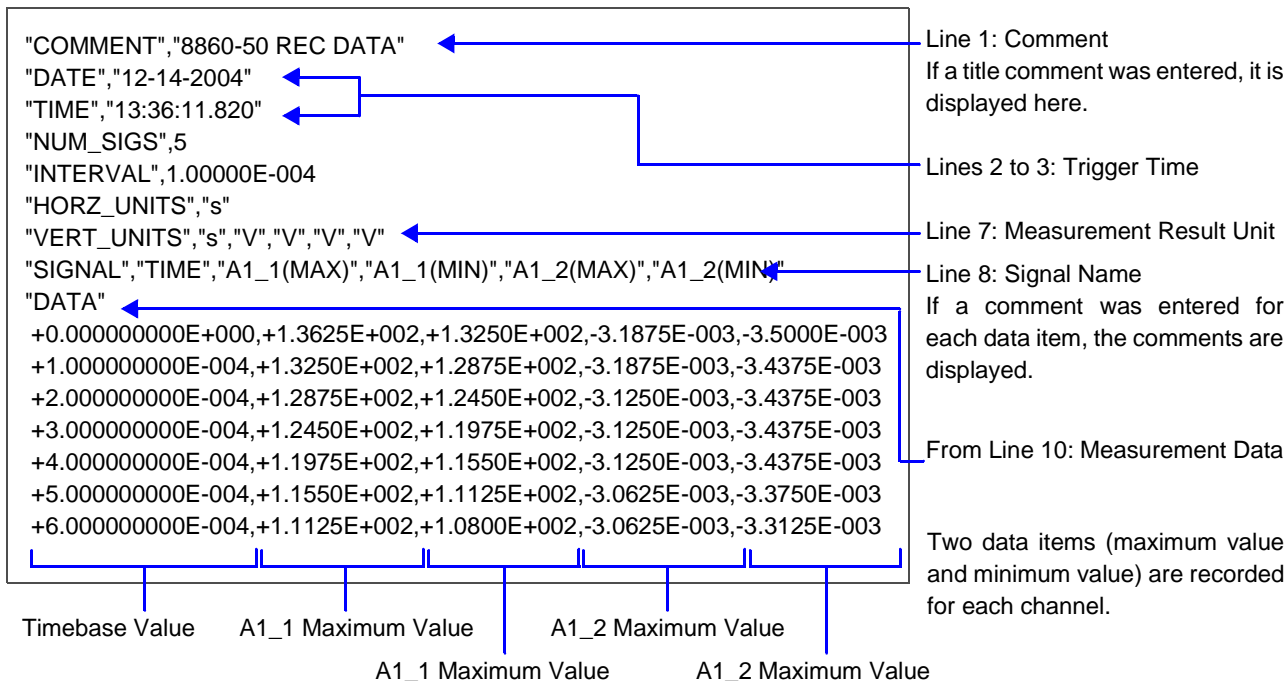 "COMMENT","8860-50 REC DATA"
"DATE","12-14-2004"
"TIME","13:36:11.820"
"NUM_SIGS",5
"INTERVAL",1.00000E-004
"HORZ_UNITS","s"
"VERT_UNITS","s","V","V","V","V"
"SIGNAL","TIME","A1_1(MAX)","A1_1(MIN)","A1_2(MAX)","A1_2(MIN)"
"DATA"
+0.000000000E+000,+1.3625E+002,+1.3250E+002,-3.1875E-003,-3.5000E-003
+1.000000000E-004,+1.3250E+002,+1.2875E+002,-3.1875E-003,-3.4375E-003
+2.000000000E-004,+1.2875E+002,+1.2450E+002,-3.1250E-003,-3.4375E-003
+3.000000000E-004,+1.2450E+002,+1.1975E+002,-3.1250E-003,-3.4375E-003
+4.000000000E-004,+1.1975E+002,+1.1550E+002,-3.1250E-003,-3.4375E-003
+5.000000000E-004,+1.1550E+002,+1.1125E+002,-3.0625E-003,-3.3750E-003
+6.000000000E-004,+1.1125E+002,+1.0800E+002,-3.0625E-003,-3.3125E-003
Timebase Value
A1_1 Maximum Value
A1_2 Maximum Value
A1_1 Maximum Value
A1_2 Maximum Value
Line 1: Comment
If a title comment was entered, it is
displayed here.
Lines 2 to 3: Trigger Time
Line 7: Measurement Result Unit
Line 8: Signal Name
If a comment was entered for
each data item, the comments are
displayed.
From Line 10: Measurement Data
Two data items (maximum value
and minimum value) are recorded
for each channel.